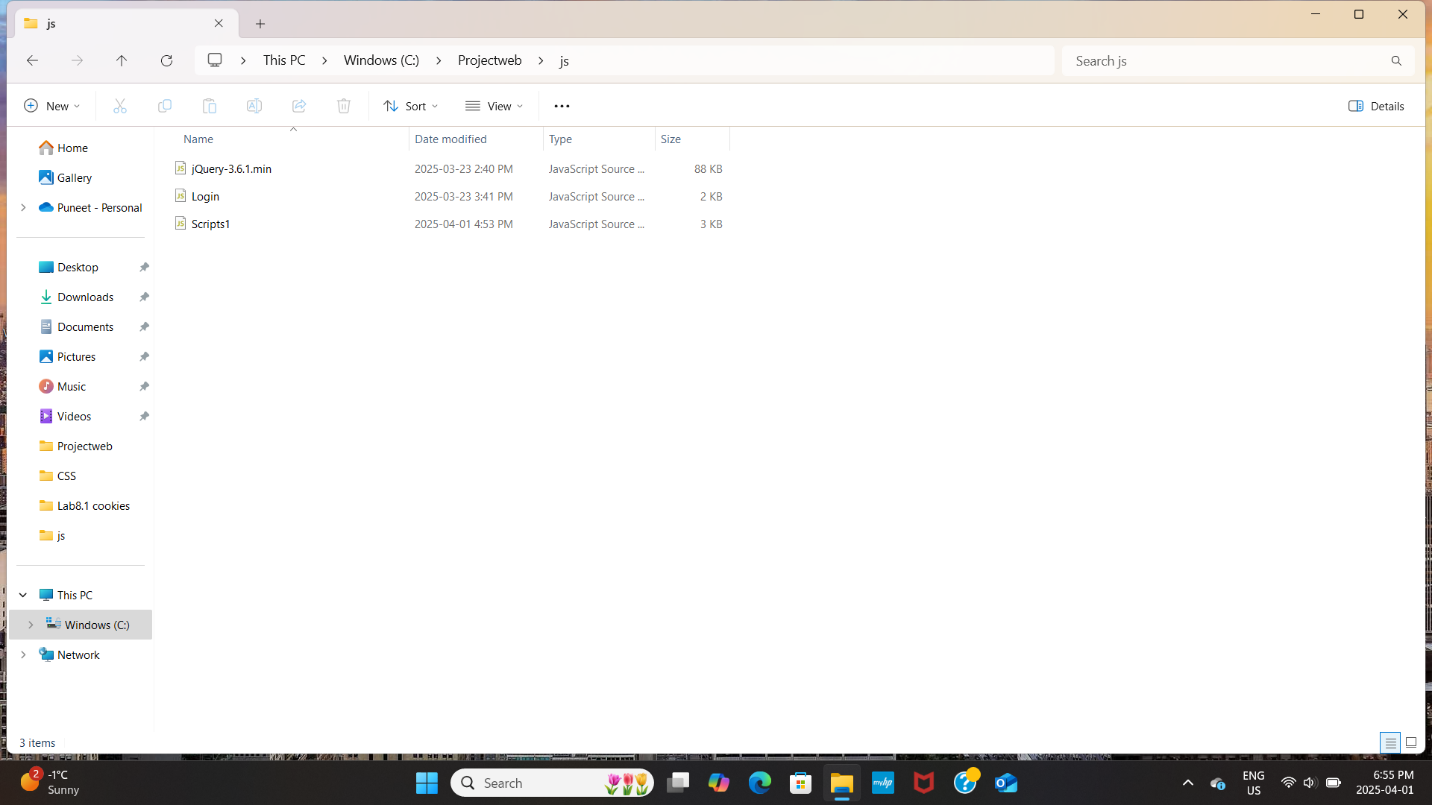 js
This PC > Windows (C:) > Projectweb > js
Search js
New
Sort
View
Details
Name Date modified Type Size
jQuery-3.6.1.min 2025-03-23 2:40 PM JavaScript Source ... 88 KB
Login 2025-03-23 3:41 PM JavaScript Source ... 2 KB
Scripts1 2025-04-01 4:53 PM JavaScript Source ... 3 KB
Home
Gallery
Puneet - Personal
Desktop
Downloads
Documents
Pictures
Music
Videos
Projectweb
CSS
Lab8.1 cookies
js
This PC
Windows (C:)
Network
3 items
2
-1°C
Sunny
Search
myhp
ENG
US
6:55 PM
2025-04-01